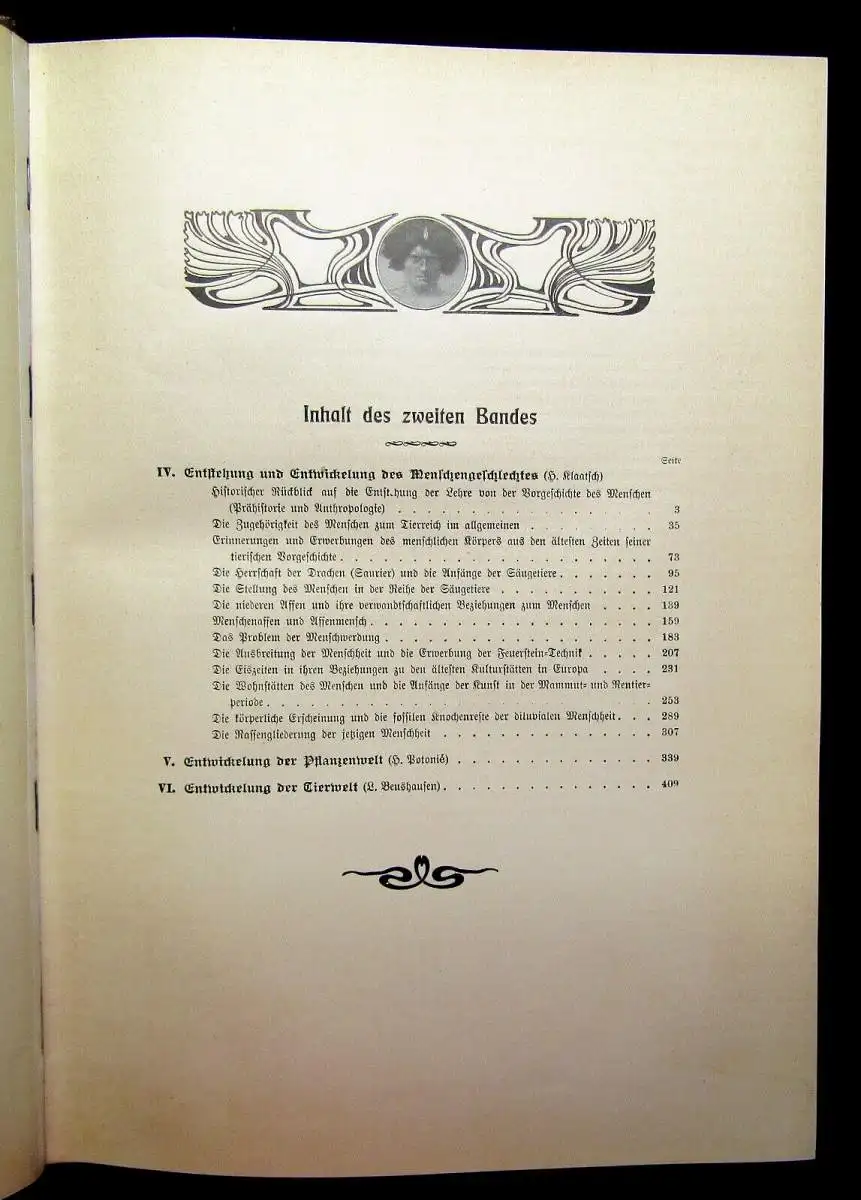 Inhalt des zweiten Bandes
Seite
IV. Entstehung und Entwickelung des Menschengeschlechtes (H. Klaatsch)
Historischer Rückblick auf die Entstehung der Lehre von der Vorgeschichte des Menschen
(Prähistorie und Anthropologie) . . . . . . . . . . . . . . . . 3
Die Zugehörigkeit des Menschen zum Tierreich im allgemeinen . . . . . . . . 35
Erinnerungen und Erwerbungen des menschlichen Körpers aus den ältesten Zeiten seiner
tierischen Vorgeschichte . . . . . . . . . . . . . . . . . . . 73
Die Herrschaft der Drachen (Saurier) und die Anfänge der Säugetiere . . . . . . 95
Die Stellung des Menschen in der Reihe der Säugetiere . . . . . . . . . . 121
Die niederen Affen und ihre verwandtschaftlichen Beziehungen zum Menschen . . . . 139
Menschenaffen und Affenmensch . . . . . . . . . . . . . . . . . 159
Das Problem der Menschwerdung . . . . . . . . . . . . . . . . . 183
Die Ausbreitung der Menschheit und die Erwerbung der Feuerstein-Technik . . . . . 207
Die Eiszeiten in ihren Beziehungen zu den ältesten Kulturstätten in Europa . . . . 231
Die Wohnstätten des Menschen und die Anfänge der Kunst in der Mammut- und Rentier-
periode . . . . . . . . . . . . . . . . . . . . . . . 253
Die körperliche Erscheinung und die fossilen Knochenreste der diluvialen Menschheit . . . 289
Die Rassengliederung der jetzigen Menschheit . . . . . . . . . . . . . 307
V. Entwickelung der Pflanzenwelt (H. Potonié) . . . . . . . . . . . . . 339
VI. Entwickelung der Tierwelt (L. Beushausen) . . . . . . . . . . . . . . 409